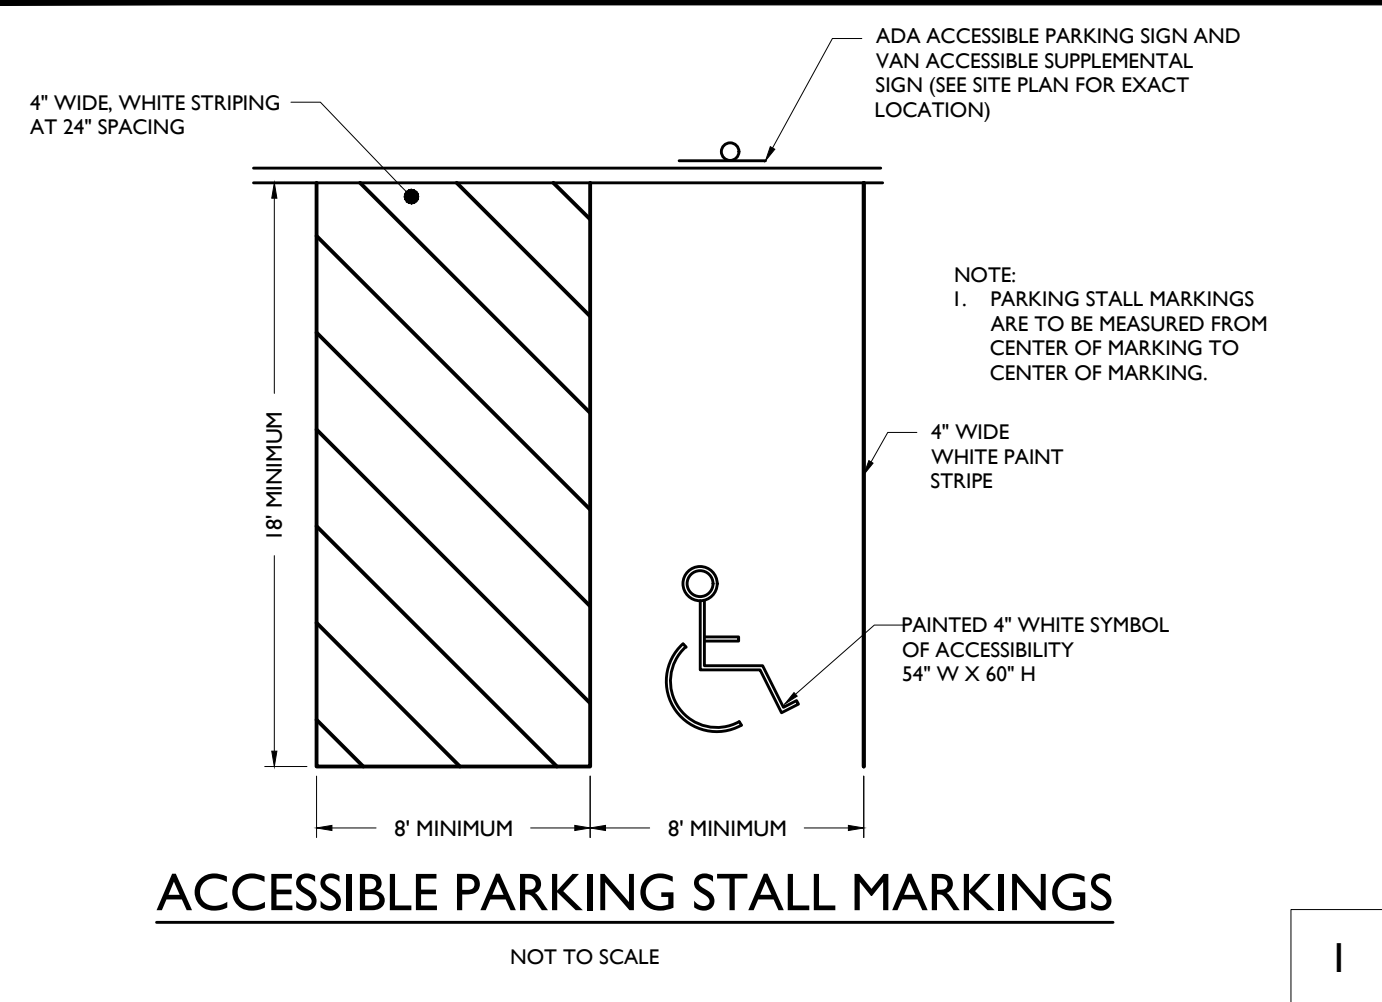 ADA ACCESSIBLE PARKING SIGN AND
VAN ACCESSIBLE SUPPLEMENTAL
SIGN (SEE SITE PLAN FOR EXACT
LOCATION)
4" WIDE, WHITE STRIPING
AT 24" SPACING
NOTE:
1. PARKING STALL MARKINGS
ARE TO BE MEASURED FROM
CENTER OF MARKING TO
CENTER OF MARKING.
18' MINIMUM
4" WIDE
WHITE PAINT
STRIPE
PAINTED 4" WHITE SYMBOL
OF ACCESSIBILITY
54" W X 60" H
8' MINIMUM
8' MINIMUM
ACCESSIBLE PARKING STALL MARKINGS
NOT TO SCALE
1